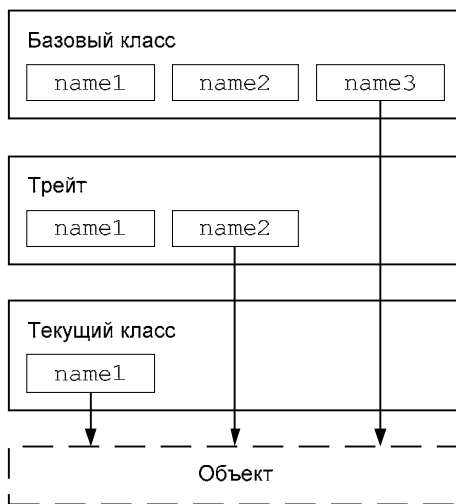 Базовый класс
name1 name2 name3
Трейт
name1 name2
Текущий класс
name1
Объект